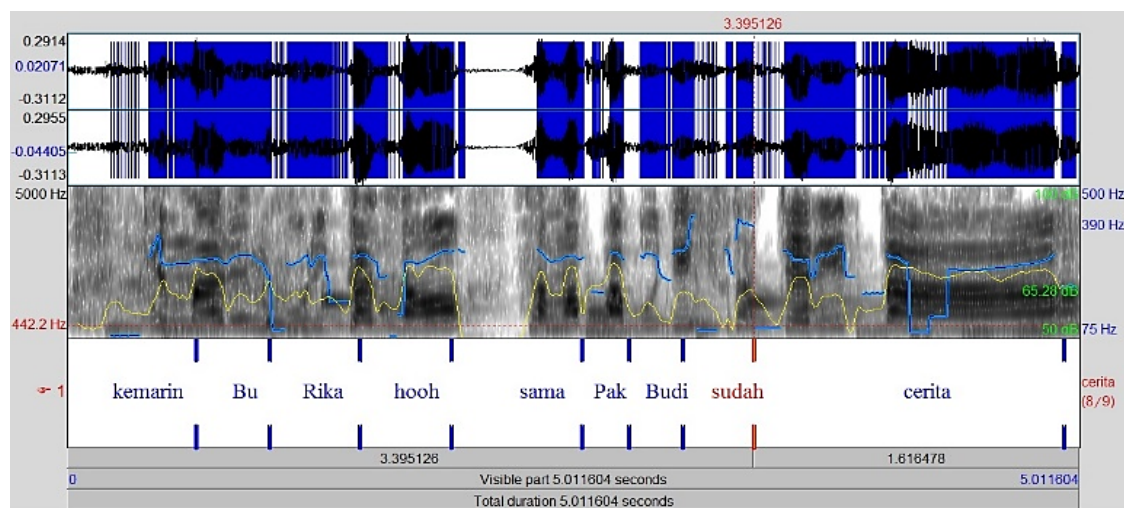 3.395126
0.2914
0.02071
-0.3112
0.2955
-0.04405
-0.3113
5000 Hz
500 Hz
390 Hz
65.28 dB
442.2 Hz
50 dB
75 Hz
1
kemarin Bu Rika hooh sama Pak Budi sudah cerita
cerita
(8/9)
3.395126 1.616478
0 Visible part 5.011604 seconds 5.011604
Total duration 5.011604 seconds